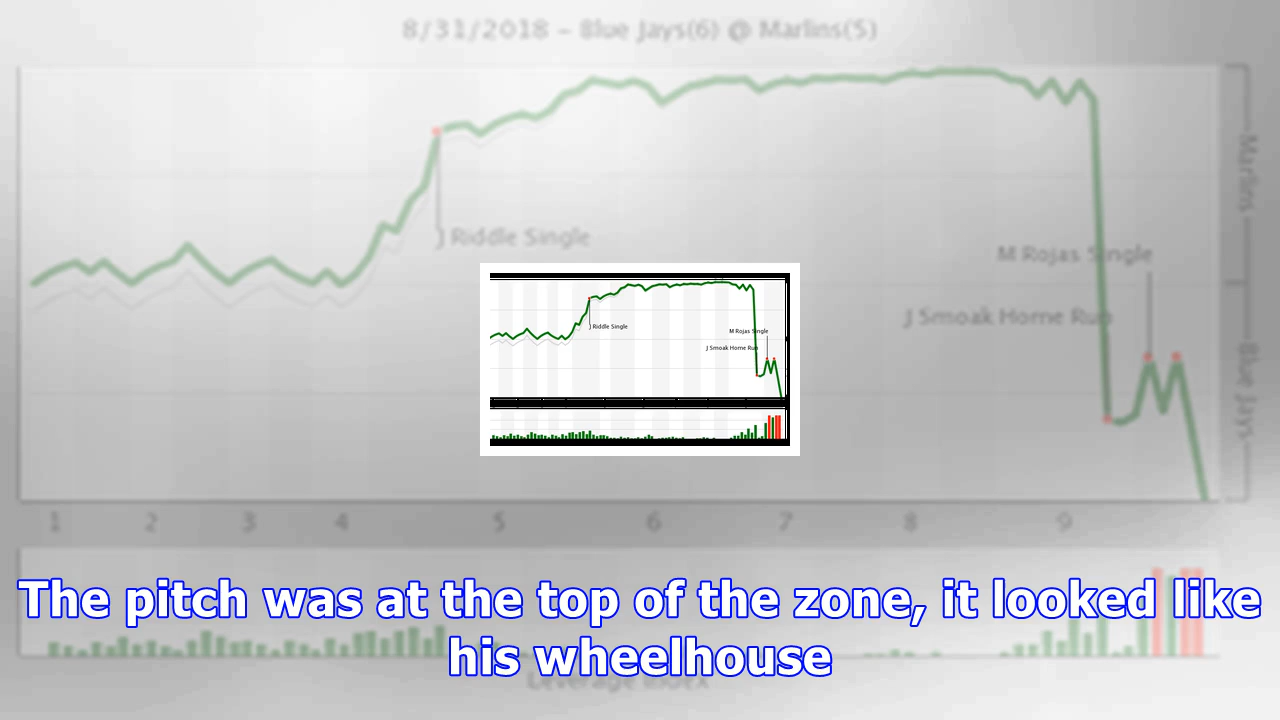 8/31/2018 - Blue Jays(6) @ Marlins(5)
Marlins
J Riddle Single
M Rojas Single
J Smoak Home Run
Blue Jays
J Riddle Single
M Rojas Single
J Smoak Home Run
1 2 3 4 5 6 7 8 9
The pitch was at the top of the zone, it looked like
his wheelhouse
Leverage Index